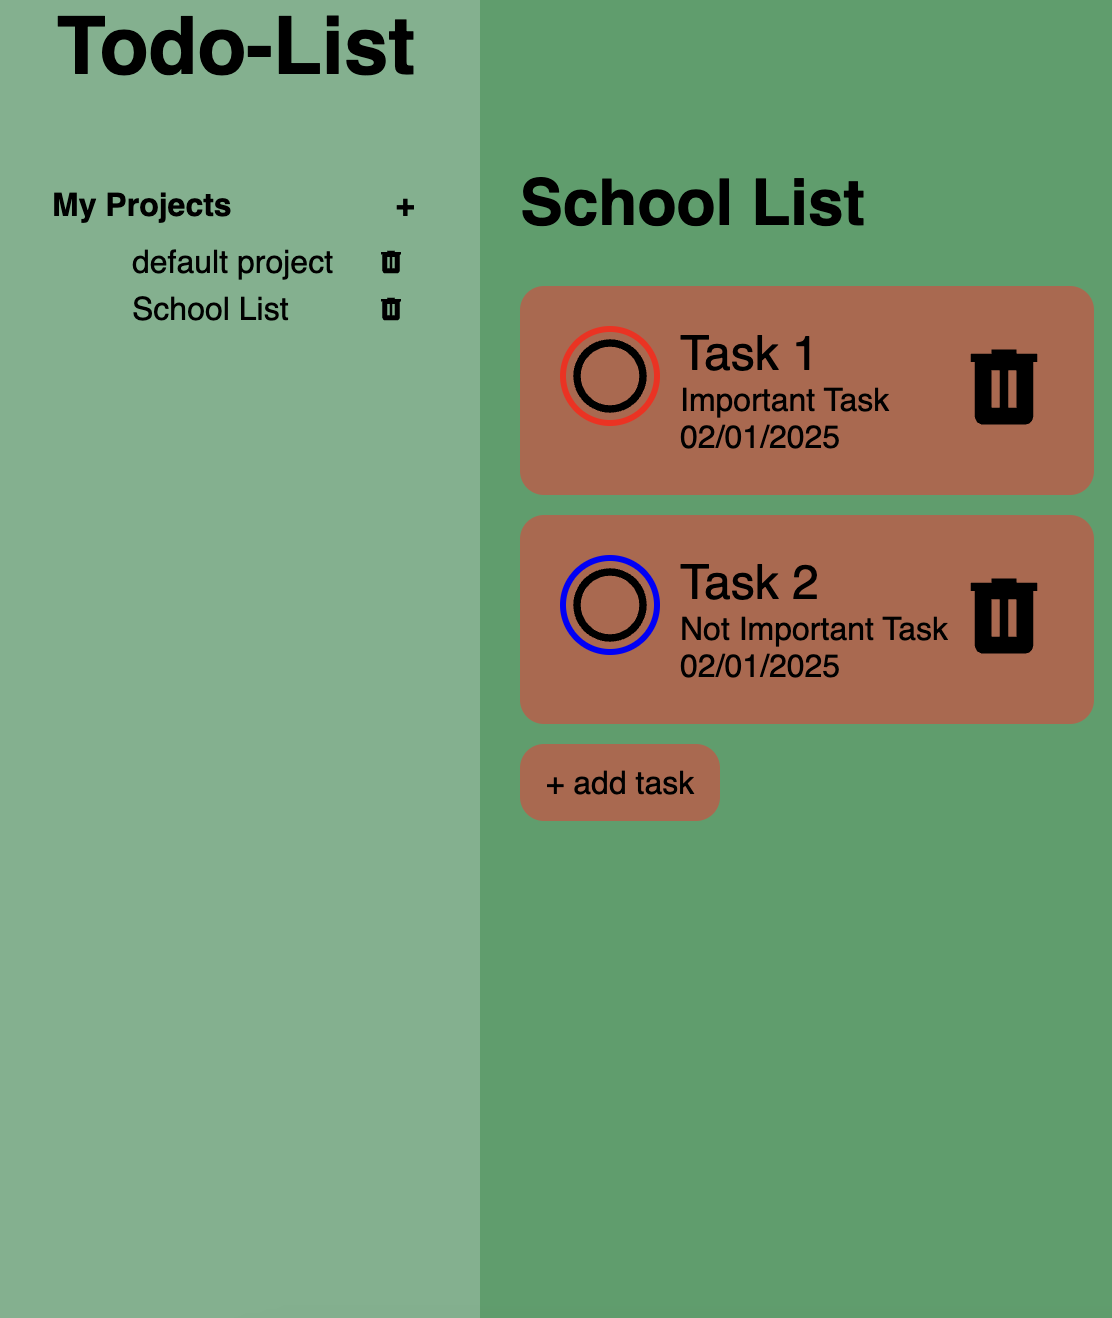 Todo-List
My Projects +
default project
School List
School List
Task 1
Important Task
02/01/2025
Task 2
Not Important Task
02/01/2025
+ add task